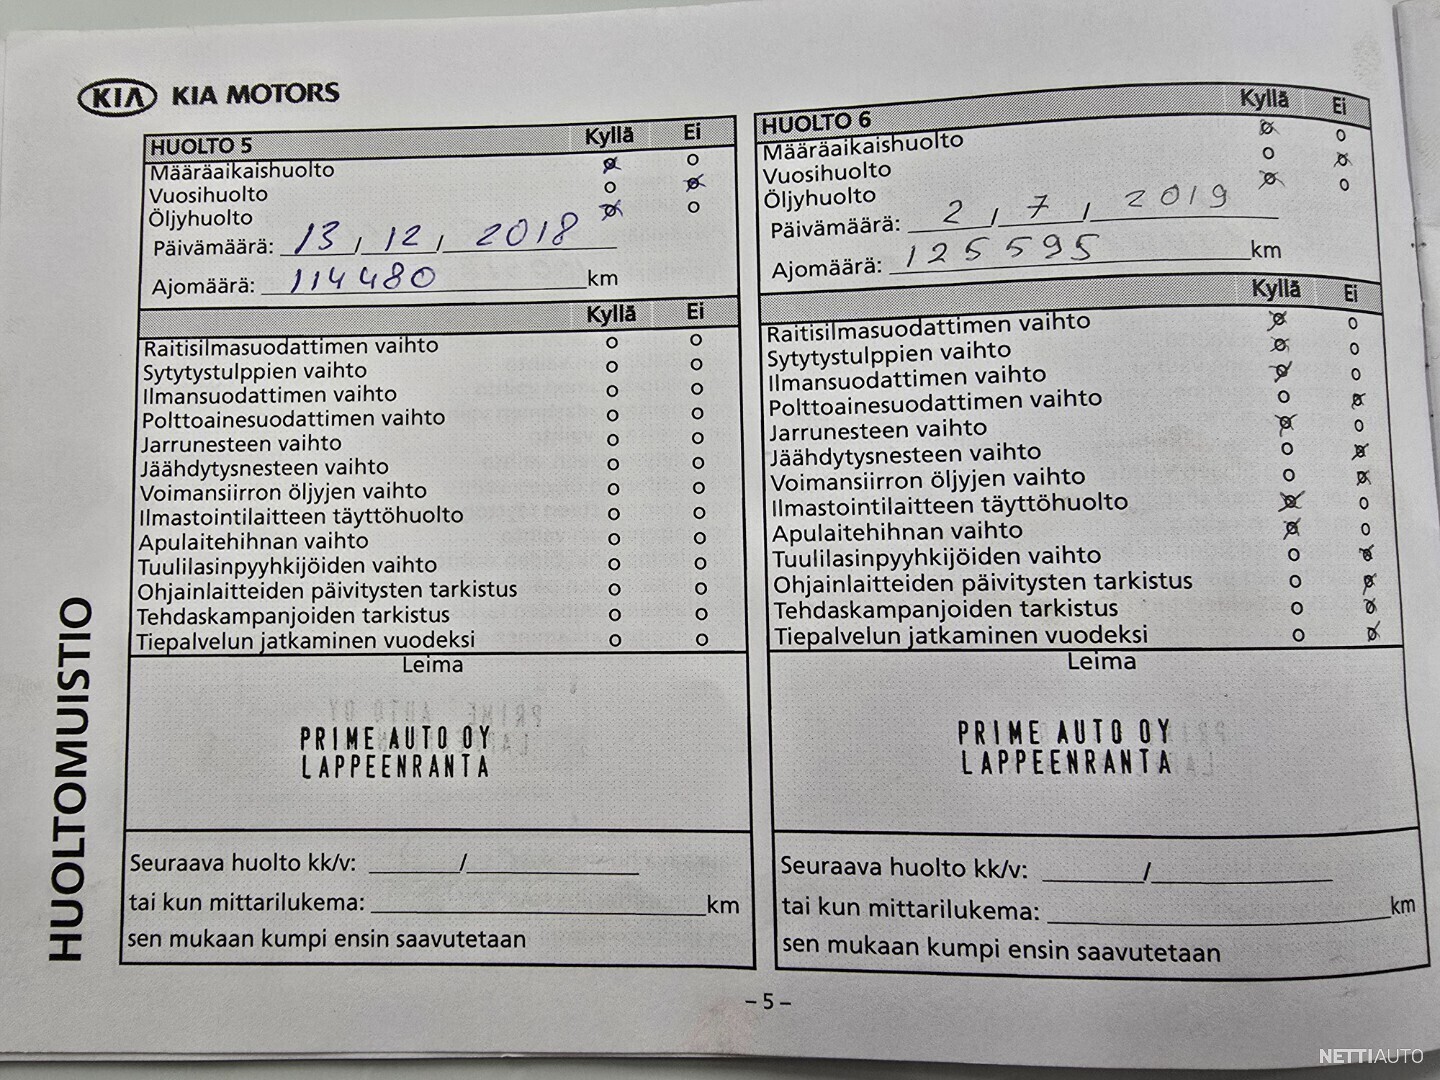 KIA KIA MOTORS
HUOLTO 5 Kyllä Ei
Määräaikaishuolto
Vuosihuolto
Öljyhuolto
Päivämäärä: 13 / 12 / 2018
Ajomäärä: 114480 km
Kyllä Ei
Raitisilmasuodattimen vaihto
Sytytystulppien vaihto
Ilmansuodattimen vaihto
Polttoainesuodattimen vaihto
Jarrunesteen vaihto
Jäähdytysnesteen vaihto
Voimansiirron öljyjen vaihto
Ilmastointilaitteen täyttöhuolto
Apulaitehihnan vaihto
Tuulilasinpyyhkijöiden vaihto
Ohjainlaitteiden päivitysten tarkistus
Tehdaskampanjoiden tarkistus
Tiepalvelun jatkaminen vuodeksi
Leima
PRIME AUTO OY
LAPPEENRANTA
Seuraava huolto kk/v: /
tai kun mittarilukema: km
sen mukaan kumpi ensin saavutetaan
HUOLTO 6 Kyllä Ei
Määräaikaishuolto
Vuosihuolto
Öljyhuolto
Päivämäärä: 2 / 7 / 2019
Ajomäärä: 125595 km
Kyllä Ei
Raitisilmasuodattimen vaihto
Sytytystulppien vaihto
Ilmansuodattimen vaihto
Polttoainesuodattimen vaihto
Jarrunesteen vaihto
Jäähdytysnesteen vaihto
Voimansiirron öljyjen vaihto
Ilmastointilaitteen täyttöhuolto
Apulaitehihnan vaihto
Tuulilasinpyyhkijöiden vaihto
Ohjainlaitteiden päivitysten tarkistus
Tehdaskampanjoiden tarkistus
Tiepalvelun jatkaminen vuodeksi
Leima
PRIME AUTO OY
LAPPEENRANTA
Seuraava huolto kk/v: /
tai kun mittarilukema: km
sen mukaan kumpi ensin saavutetaan
HUOLTOMUISTIO
– 5 –
NETTIAUTO